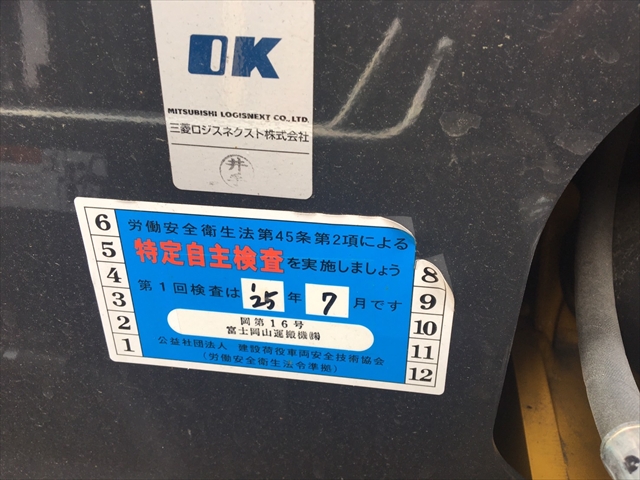 OK
MITSUBISHI LOGISNEXT CO., LTD.
三菱ロジスネクスト株式会社
井
労働安全衛生法第45条第2項による
特定自主検査を実施しましょう
第1回検査は'25年7月です
岡第16号
富士岡山運搬機㈱
公益社団法人 建設荷役車両安全技術協会
(労働安全衛生法令準拠)
6
5
4
3
2
1
8
9
10
11
12